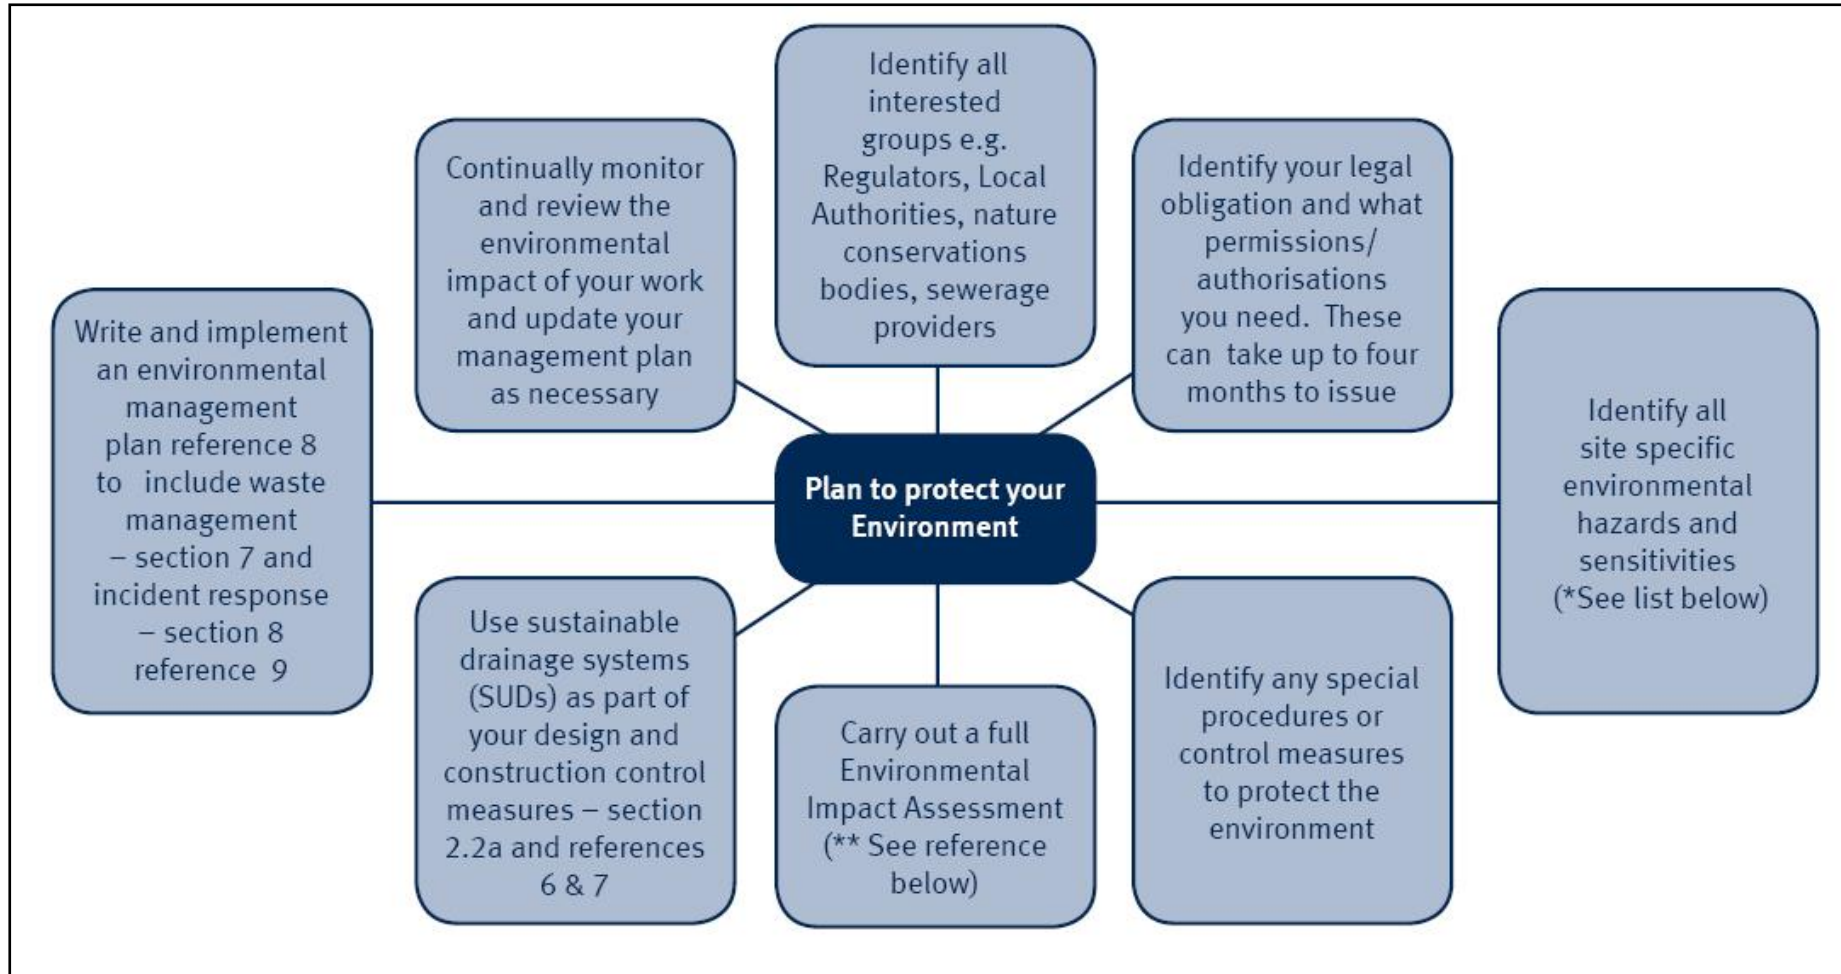 Identify all
interested
groups e.g.
Regulators, Local
Authorities, nature
conservations
bodies, sewerage
providers
Continually monitor
and review the
environmental
impact of your work
and update your
management plan
as necessary
Identify your legal
obligation and what
permissions/
authorisations
you need.  These
can  take up to four
months to issue
Write and implement
an environmental
management
plan reference 8
to   include waste
management
– section 7 and
incident response
– section 8
reference  9
Plan to protect your
Environment
Identify all
site specific
environmental
hazards and
sensitivities
(*See list below)
Use sustainable
drainage systems
(SUDs) as part of
your design and
construction control
measures – section
2.2a and references
6 & 7
Carry out a full
Environmental
Impact Assessment
(** See reference
below)
Identify any special
procedures or
control measures
to protect the
environment